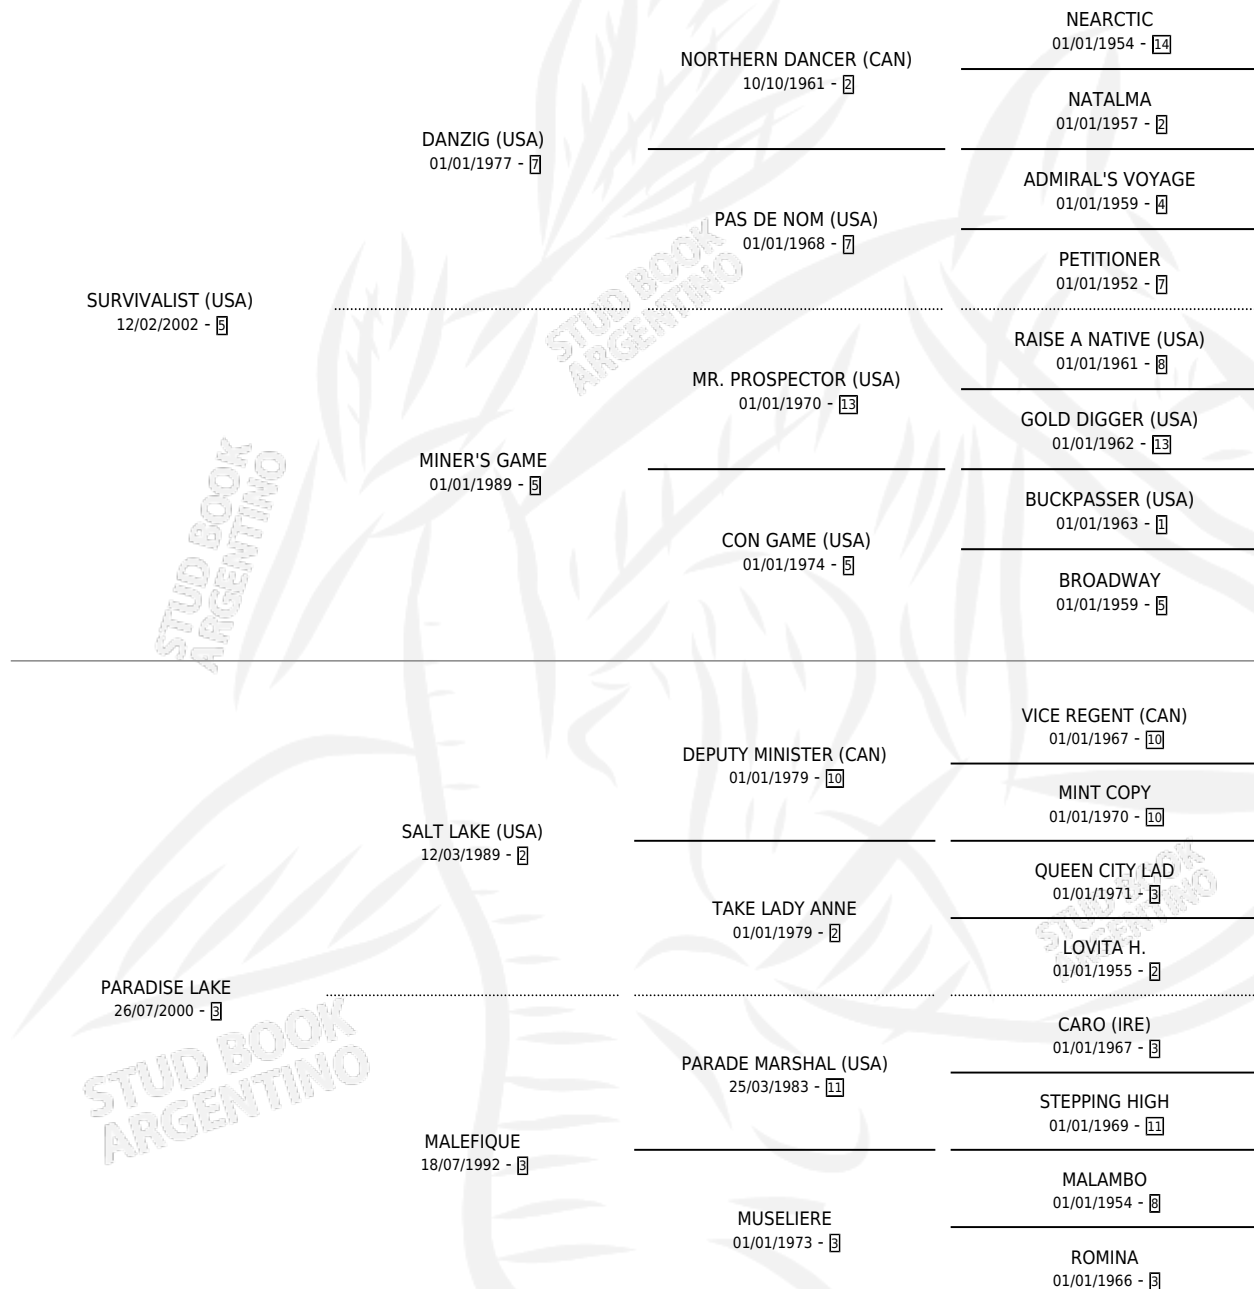 NEARCTIC
01/01/1954 - 14
NORTHERN DANCER (CAN)
10/10/1961 - 2
NATALMA
01/01/1957 - 2
DANZIG (USA)
01/01/1977 - 7
ADMIRAL'S VOYAGE
01/01/1959 - 4
PAS DE NOM (USA)
01/01/1968 - 7
PETITIONER
01/01/1952 - 7
SURVIVALIST (USA)
12/02/2002 - 5
STUD BOOK
ARGENTINO
RAISE A NATIVE (USA)
01/01/1961 - 8
MR. PROSPECTOR (USA)
01/01/1970 - 13
GOLD DIGGER (USA)
01/01/1962 - 13
MINER'S GAME
01/01/1989 - 5
BUCKPASSER (USA)
01/01/1963 - 1
CON GAME (USA)
01/01/1974 - 5
BROADWAY
01/01/1959 - 5
STUD BOOK
ARGENTINO
VICE REGENT (CAN)
01/01/1967 - 10
DEPUTY MINISTER (CAN)
01/01/1979 - 10
MINT COPY
01/01/1970 - 10
SALT LAKE (USA)
12/03/1989 - 2
QUEEN CITY LAD
01/01/1971 - 3
TAKE LADY ANNE
01/01/1979 - 2
STUD BOOK
ARGENTINO
LOVITA H.
01/01/1955 - 2
PARADISE LAKE
26/07/2000 - 3
CARO (IRE)
01/01/1967 - 3
STUD BOOK
ARGENTINO
PARADE MARSHAL (USA)
25/03/1983 - 11
STEPPING HIGH
01/01/1969 - 11
MALEFIQUE
18/07/1992 - 3
MALAMBO
01/01/1954 - 8
MUSELIERE
01/01/1973 - 3
ROMINA
01/01/1966 - 3